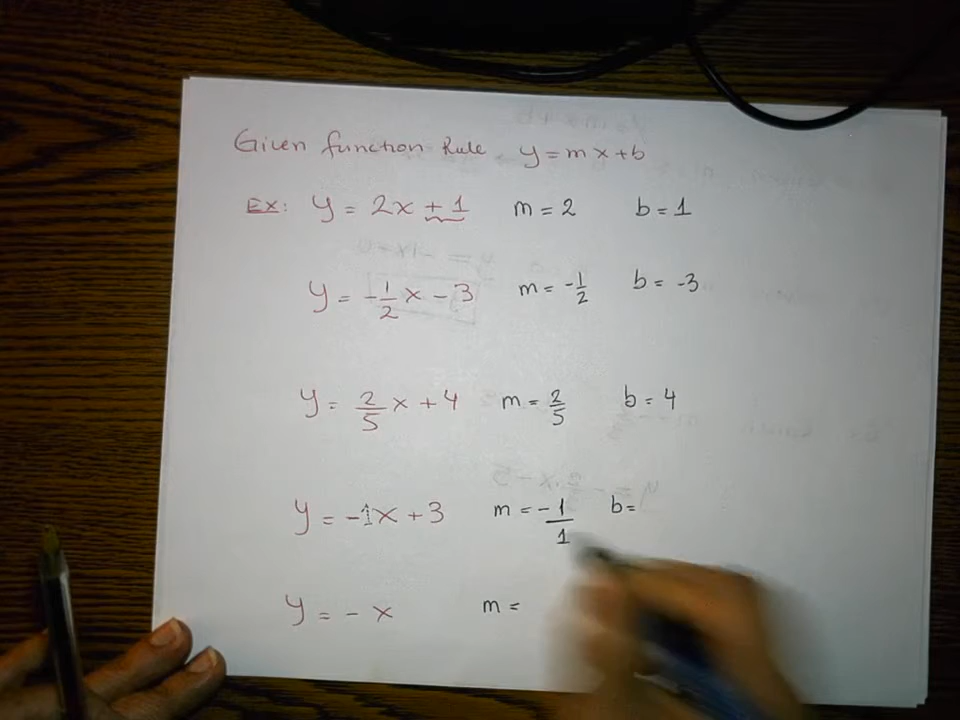 Given function Rule y = mx+b
Ex: y = 2x + 1 m = 2 b = 1
y = -1/2 x - 3 m = -1/2 b = -3
y = 2/5 x + 4 m = 2/5 b = 4
y = -1x + 3 m = -1/1 b =
y = - x m =